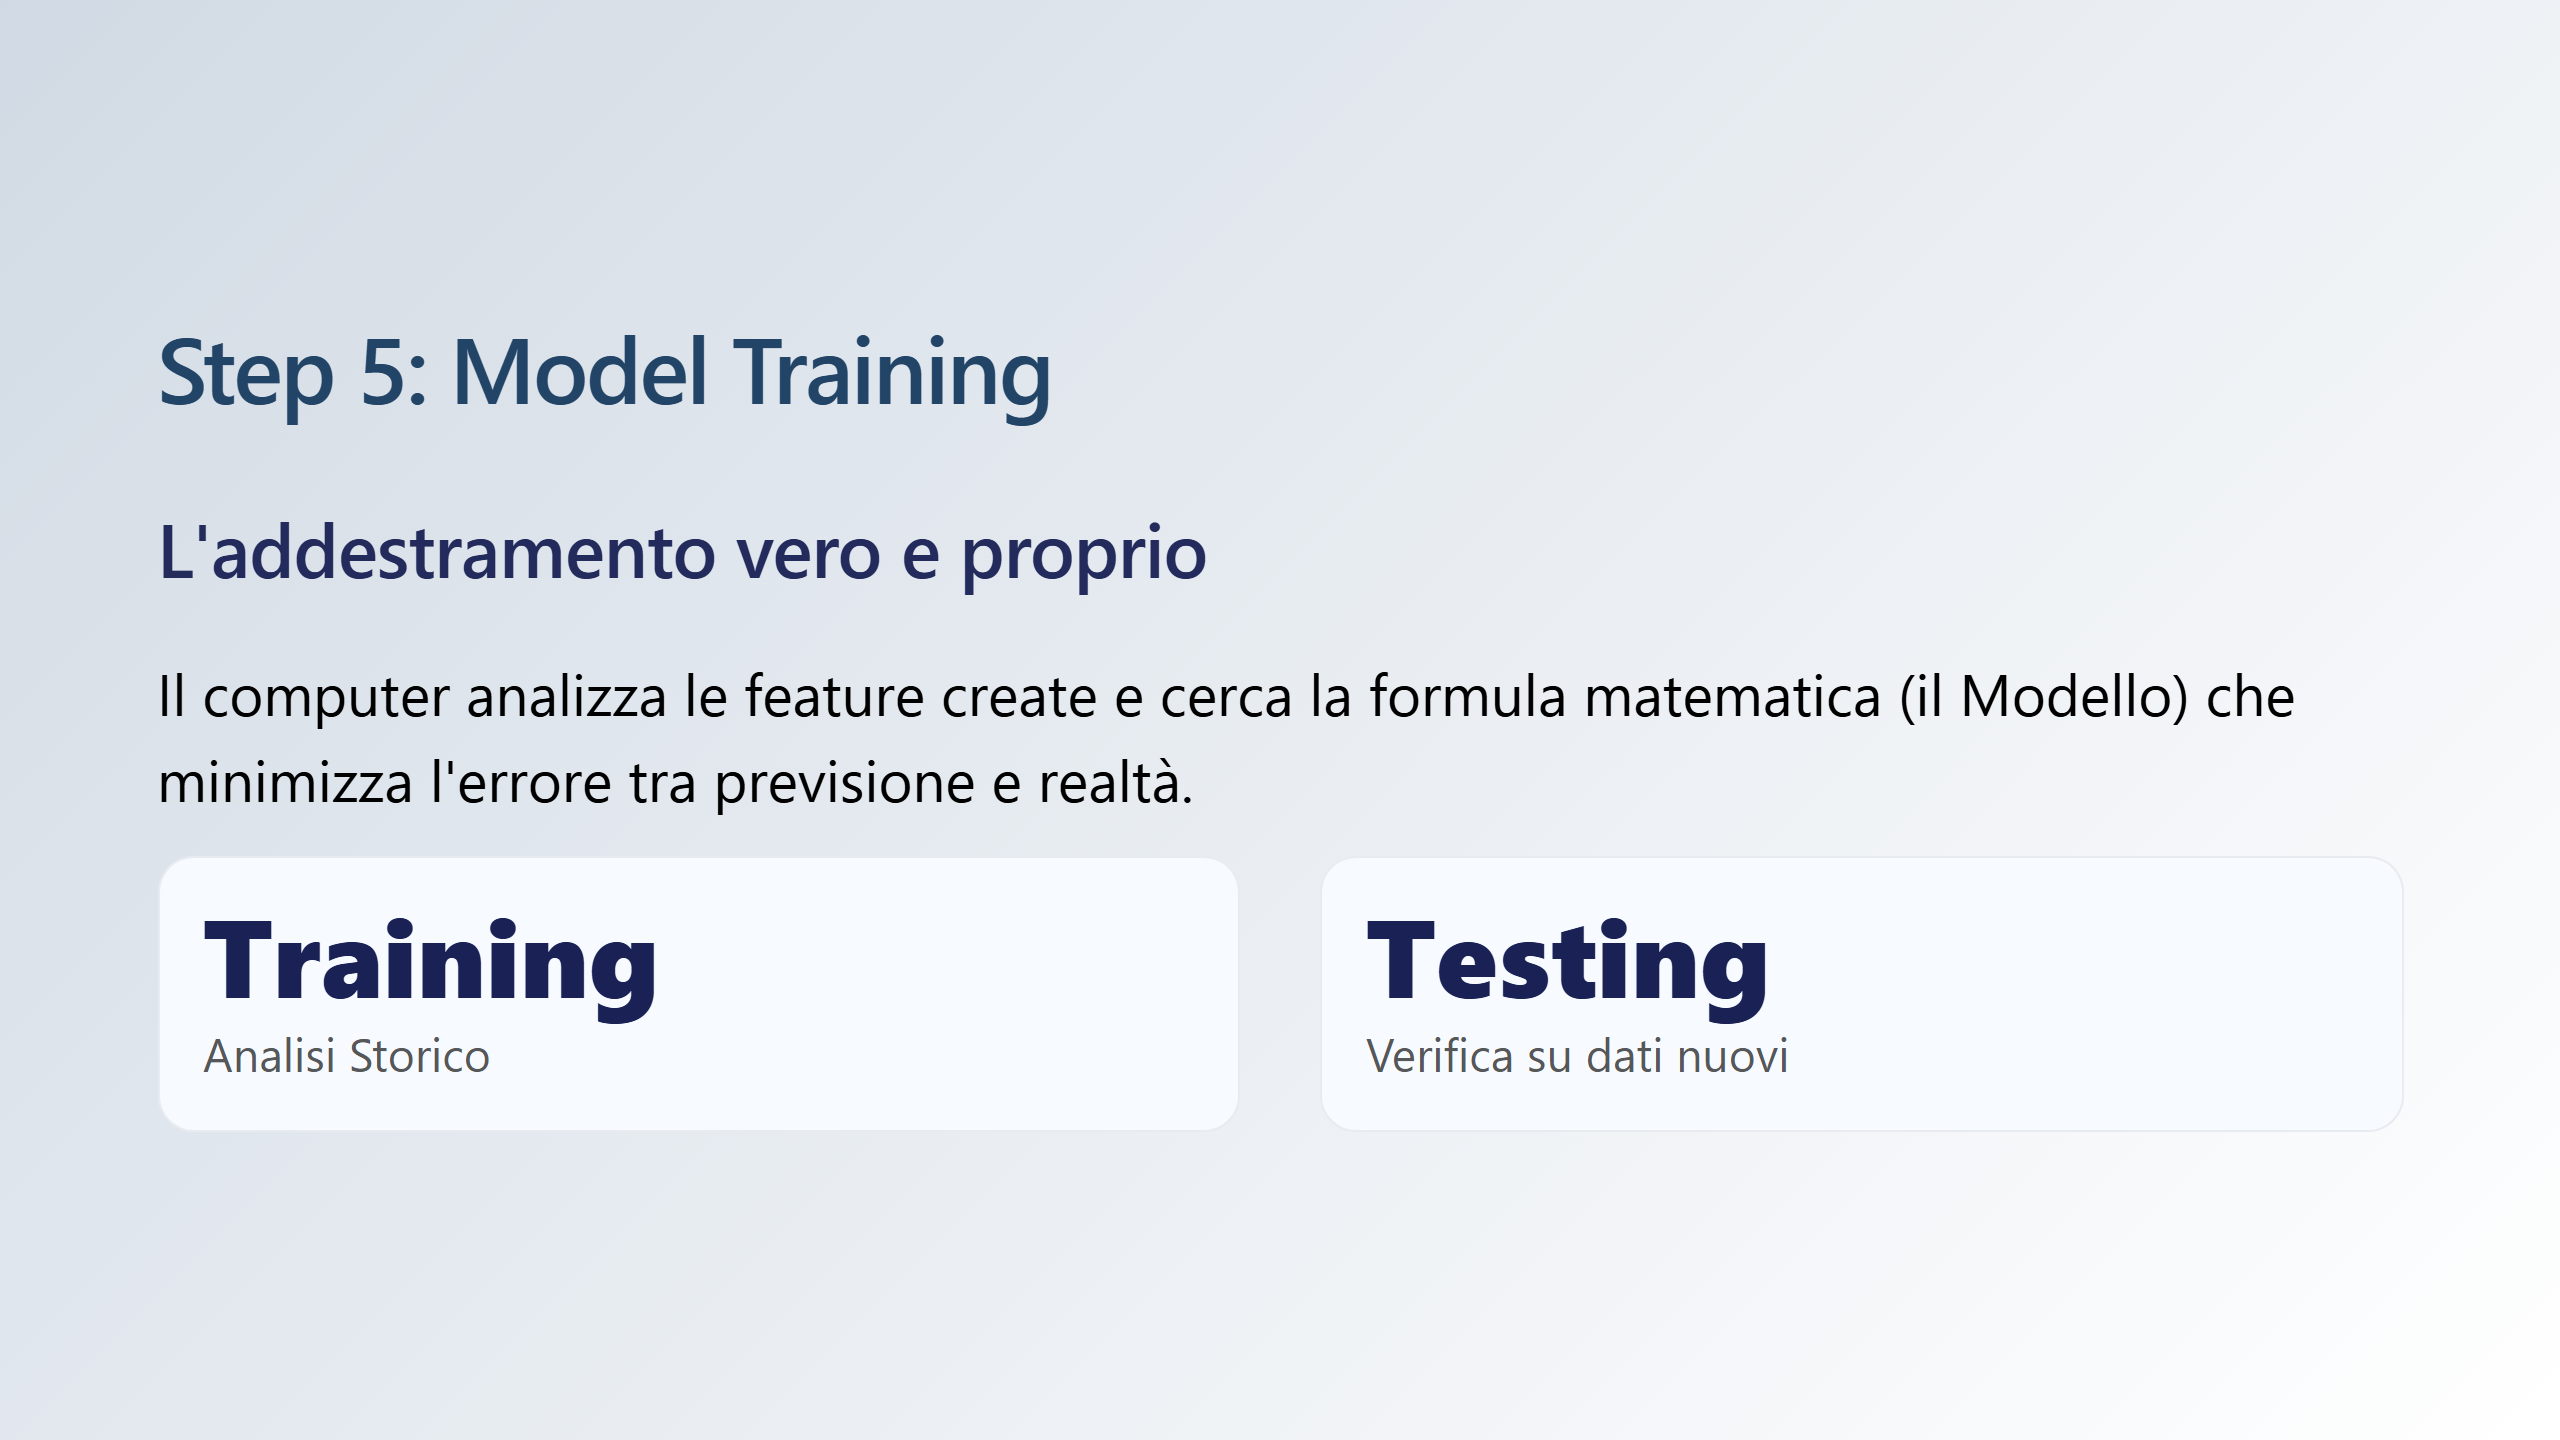 Step 5: Model Training
L'addestramento vero e proprio
Il computer analizza le feature create e cerca la formula matematica (il Modello) che
minimizza l'errore tra previsione e realtà.
Training
Analisi Storico
Testing
Verifica su dati nuovi